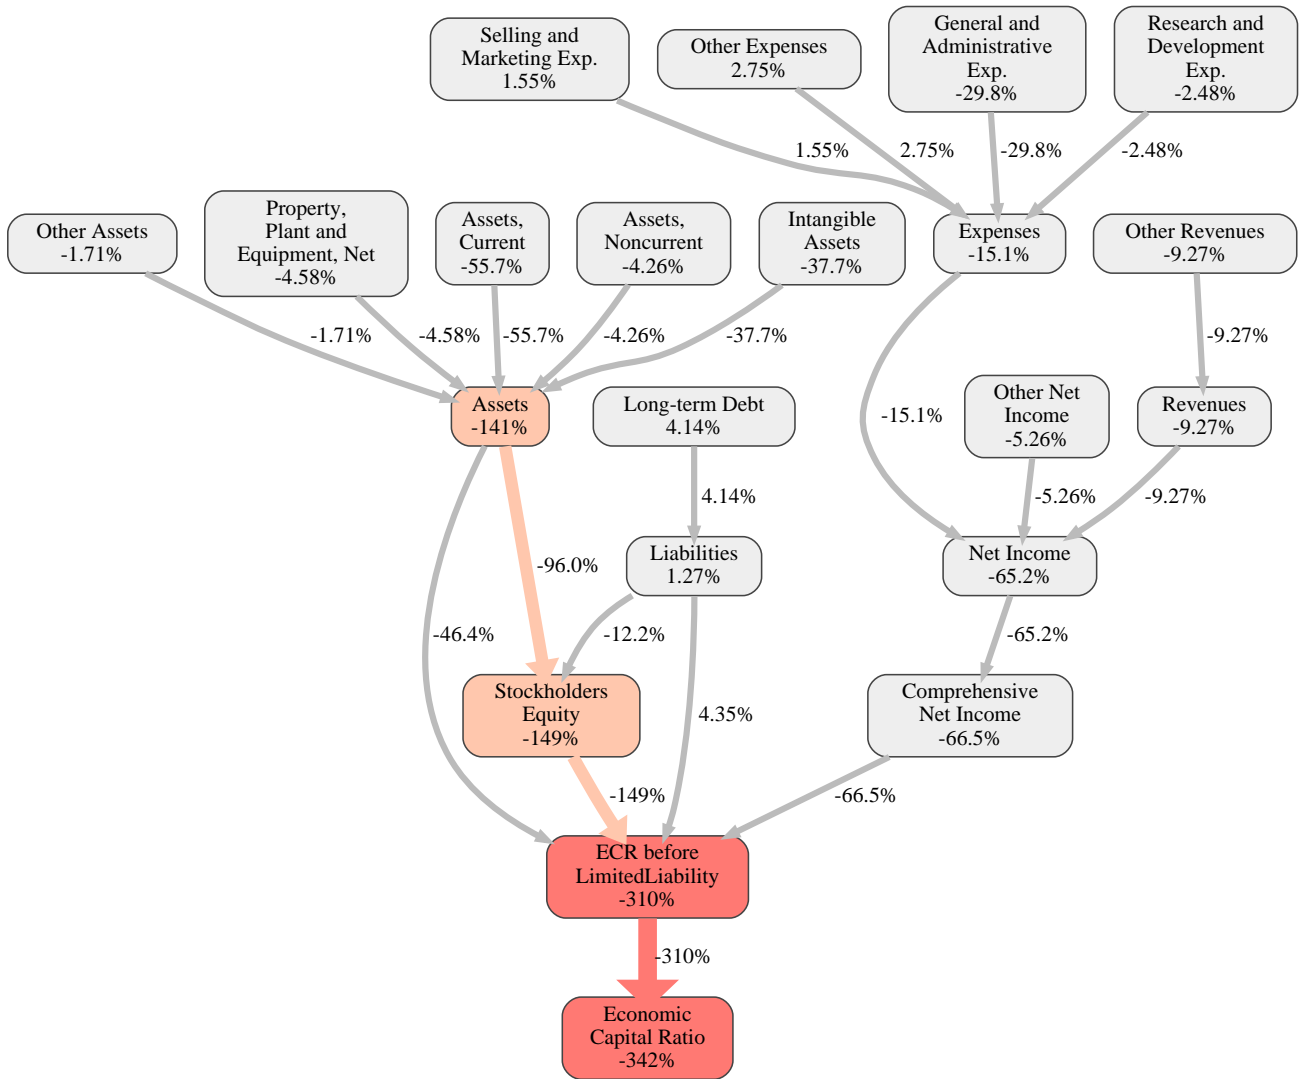 Selling and
Marketing Exp.
1.55%
Other Expenses
2.75%
General and
Administrative
Exp.
-29.8%
Research and
Development
Exp.
-2.48%
1.55%
2.75%
-29.8%
-2.48%
Other Assets
-1.71%
Property,
Plant and
Equipment, Net
-4.58%
Assets,
Current
-55.7%
Assets,
Noncurrent
-4.26%
Intangible
Assets
-37.7%
Expenses
-15.1%
Other Revenues
-9.27%
-1.71%
-4.58%
-55.7%
-4.26%
-37.7%
-9.27%
Assets
-141%
Long-term Debt
4.14%
-15.1%
Other Net
Income
-5.26%
Revenues
-9.27%
4.14%
-5.26%
-9.27%
-96.0%
Liabilities
1.27%
Net Income
-65.2%
-46.4%
-12.2%
-65.2%
Stockholders
Equity
-149%
4.35%
Comprehensive
Net Income
-66.5%
-149%
-66.5%
ECR before
LimitedLiability
-310%
-310%
Economic
Capital Ratio
-342%